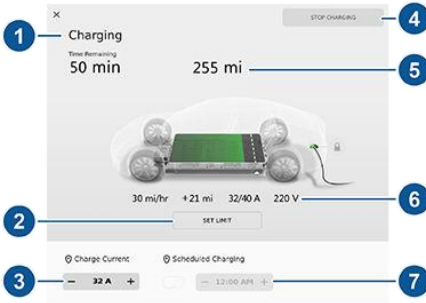 ×
STOP CHARGING
4
1
Charging
Time Remaining
50 min
255 mi
5
30 mi/hr +21 mi 32/40 A 220 V
6
2
SET LIMIT
Charge Current
Scheduled Charging
3
− 32 A +
− 12:00 AM +
7